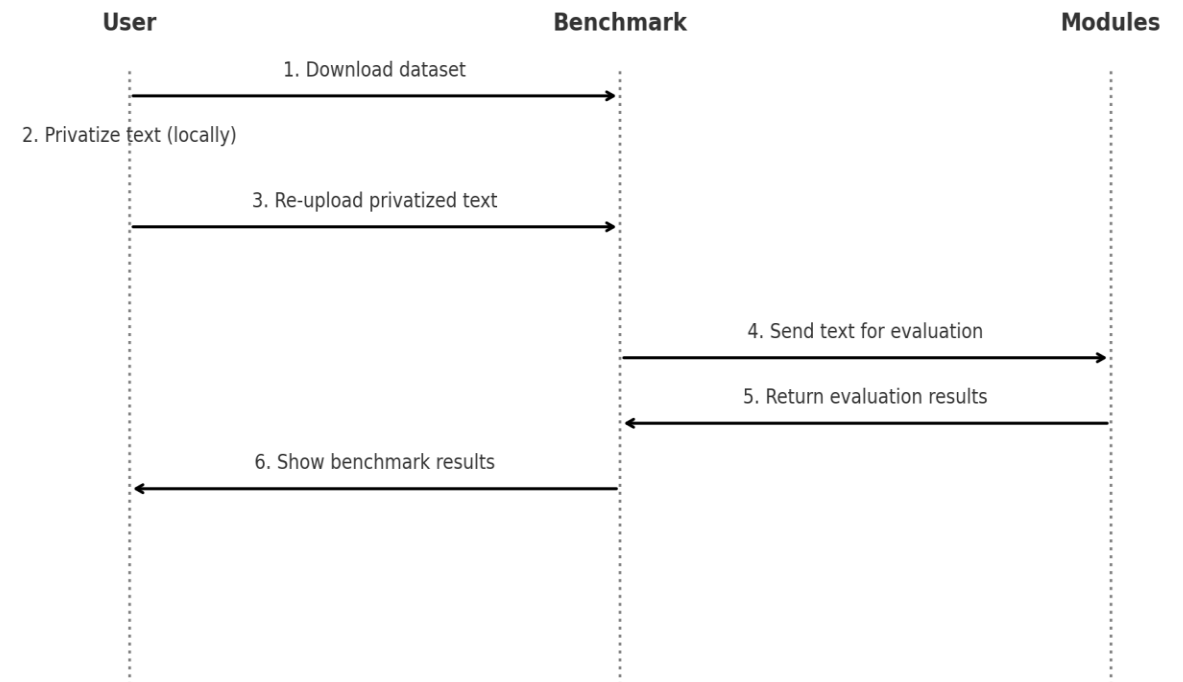 User
Benchmark
Modules
1. Download dataset
2. Privatize text (locally)
3. Re-upload privatized text
4. Send text for evaluation
5. Return evaluation results
6. Show benchmark results